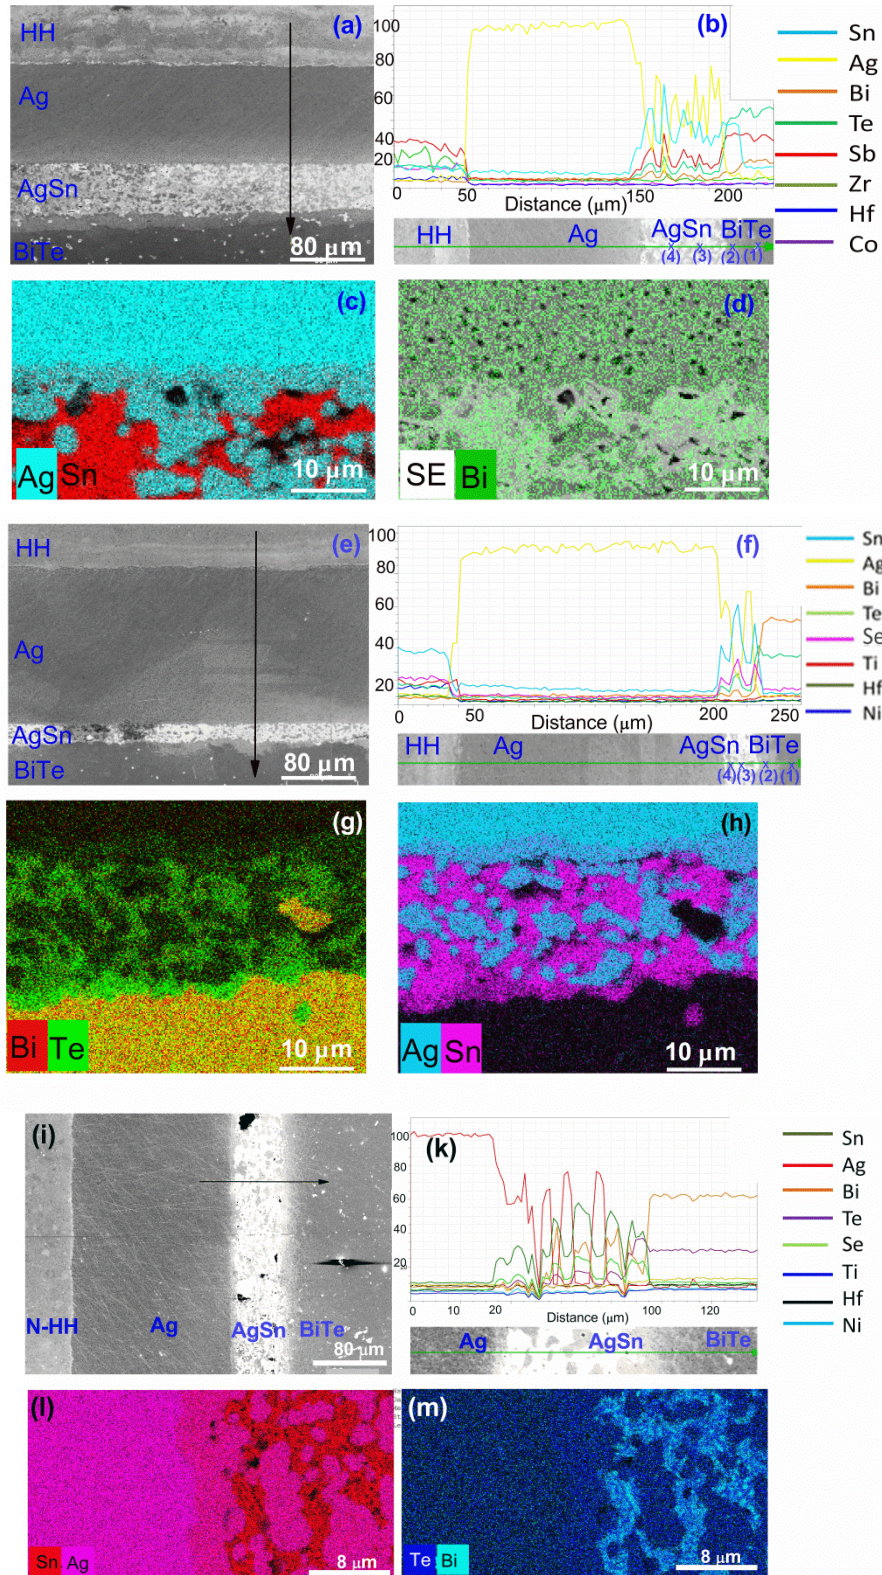 HH
(a)
Ag
AgSn
BiTe
80 μm
(b)
100
80
60
40
20
0
50
150
200
Distance (μm)
HH
Ag
AgSn
BiTe
(4)
(3)
(2)
(1)
Sn
Ag
Bi
Te
Sb
Zr
Hf
Co
(c)
Ag Sn
10 μm
(d)
SE Bi
10 μm
HH
(e)
Ag
AgSn
BiTe
80 μm
(f)
100
80
60
40
20
0
50
200
250
Distance (μm)
HH
Ag
AgSn
BiTe
(4)
(3)
(2)
(1)
Sn
Ag
Bi
Te
Se
Ti
Hf
Ni
(g)
Bi Te
10 μm
(h)
Ag Sn
10 μm
(i)
N-HH
Ag
AgSn
BiTe
80 μm
(k)
100
80
60
40
20
0
10
20
100
120
Distance (μm)
Ag
AgSn
BiTe
Sn
Ag
Bi
Te
Se
Ti
Hf
Ni
(l)
Sn Ag
8 μm
(m)
Te Bi
8 μm